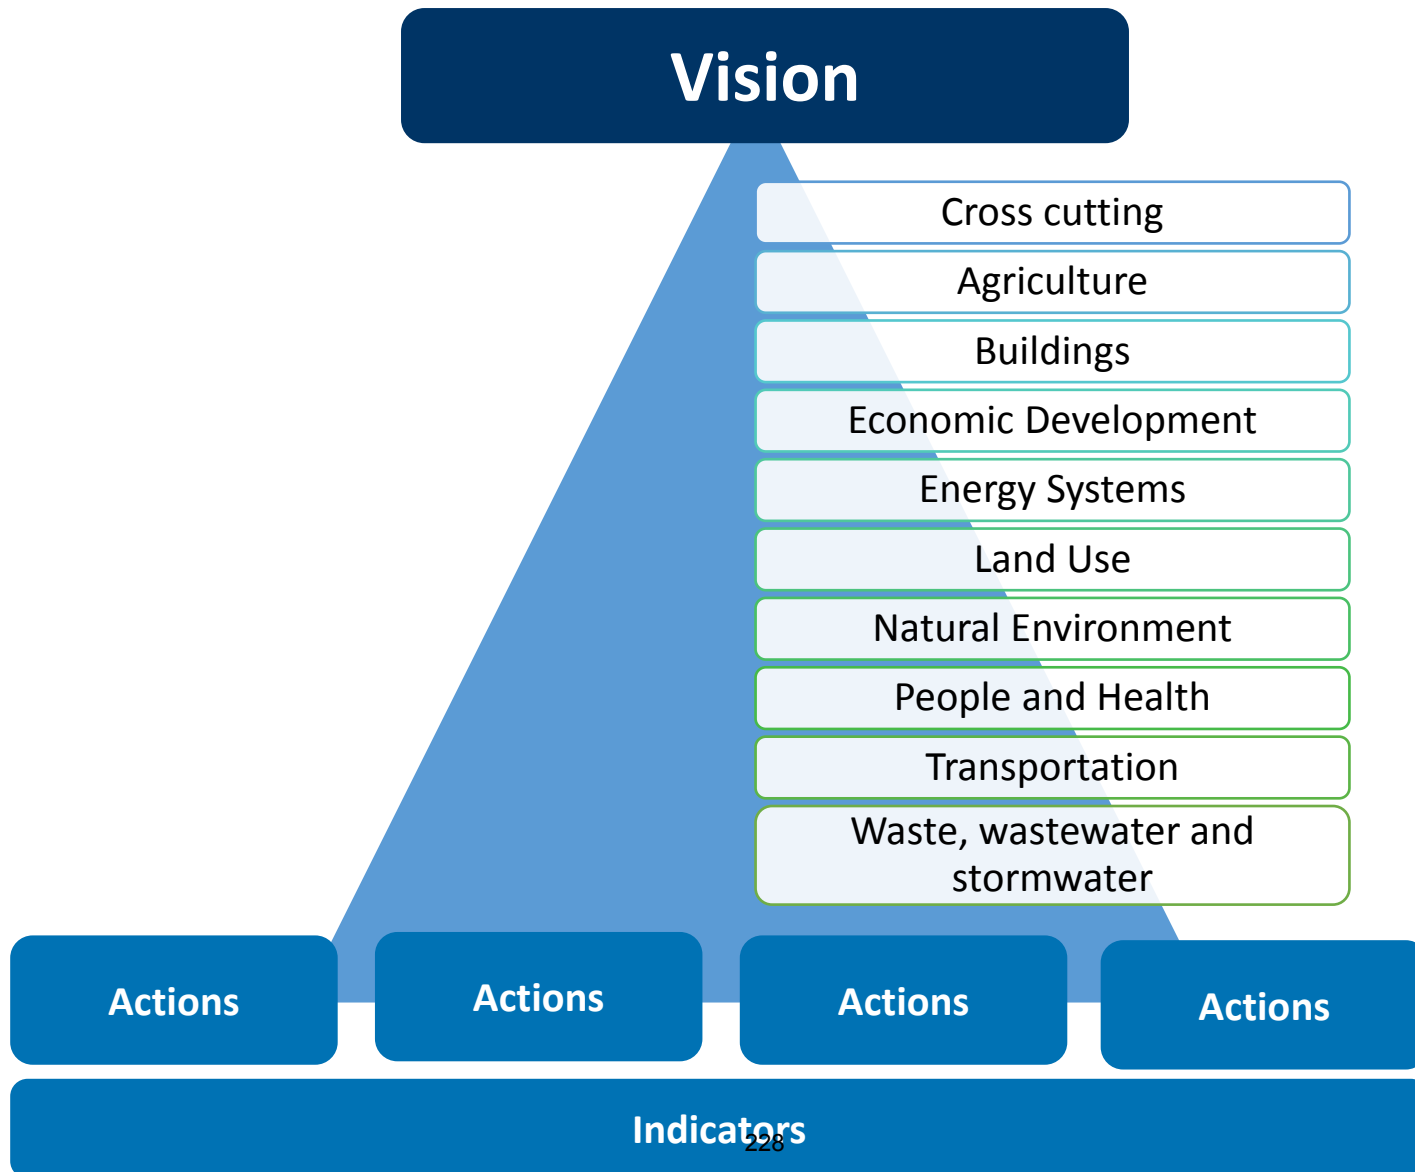 Vision
Cross cutting
Agriculture
Buildings
Economic Development
Energy Systems
Land Use
Natural Environment
People and Health
Transportation
Waste, wastewater and
stormwater
Actions
Actions
Actions
Actions
Indicators
228